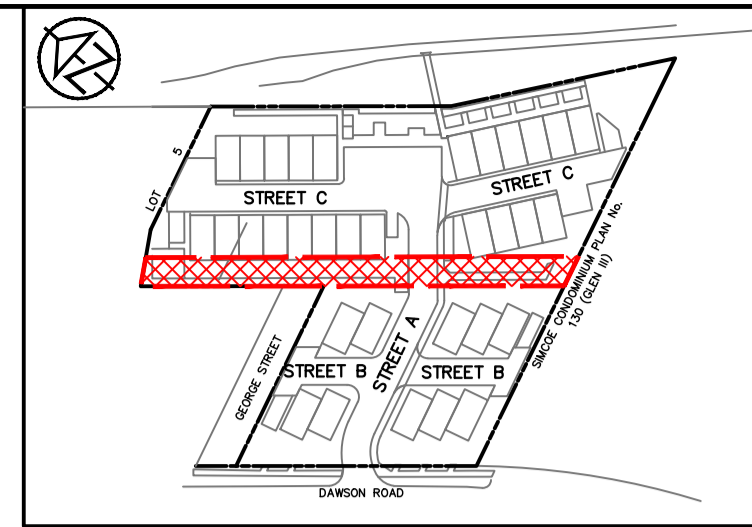 LOT 5
STREET C
STREET C
SIMCOE CONDOMINIUM PLAN No.
130 (GLEN III)
GEORGE STREET
STREET B
STREET A
STREET B
DAWSON ROAD